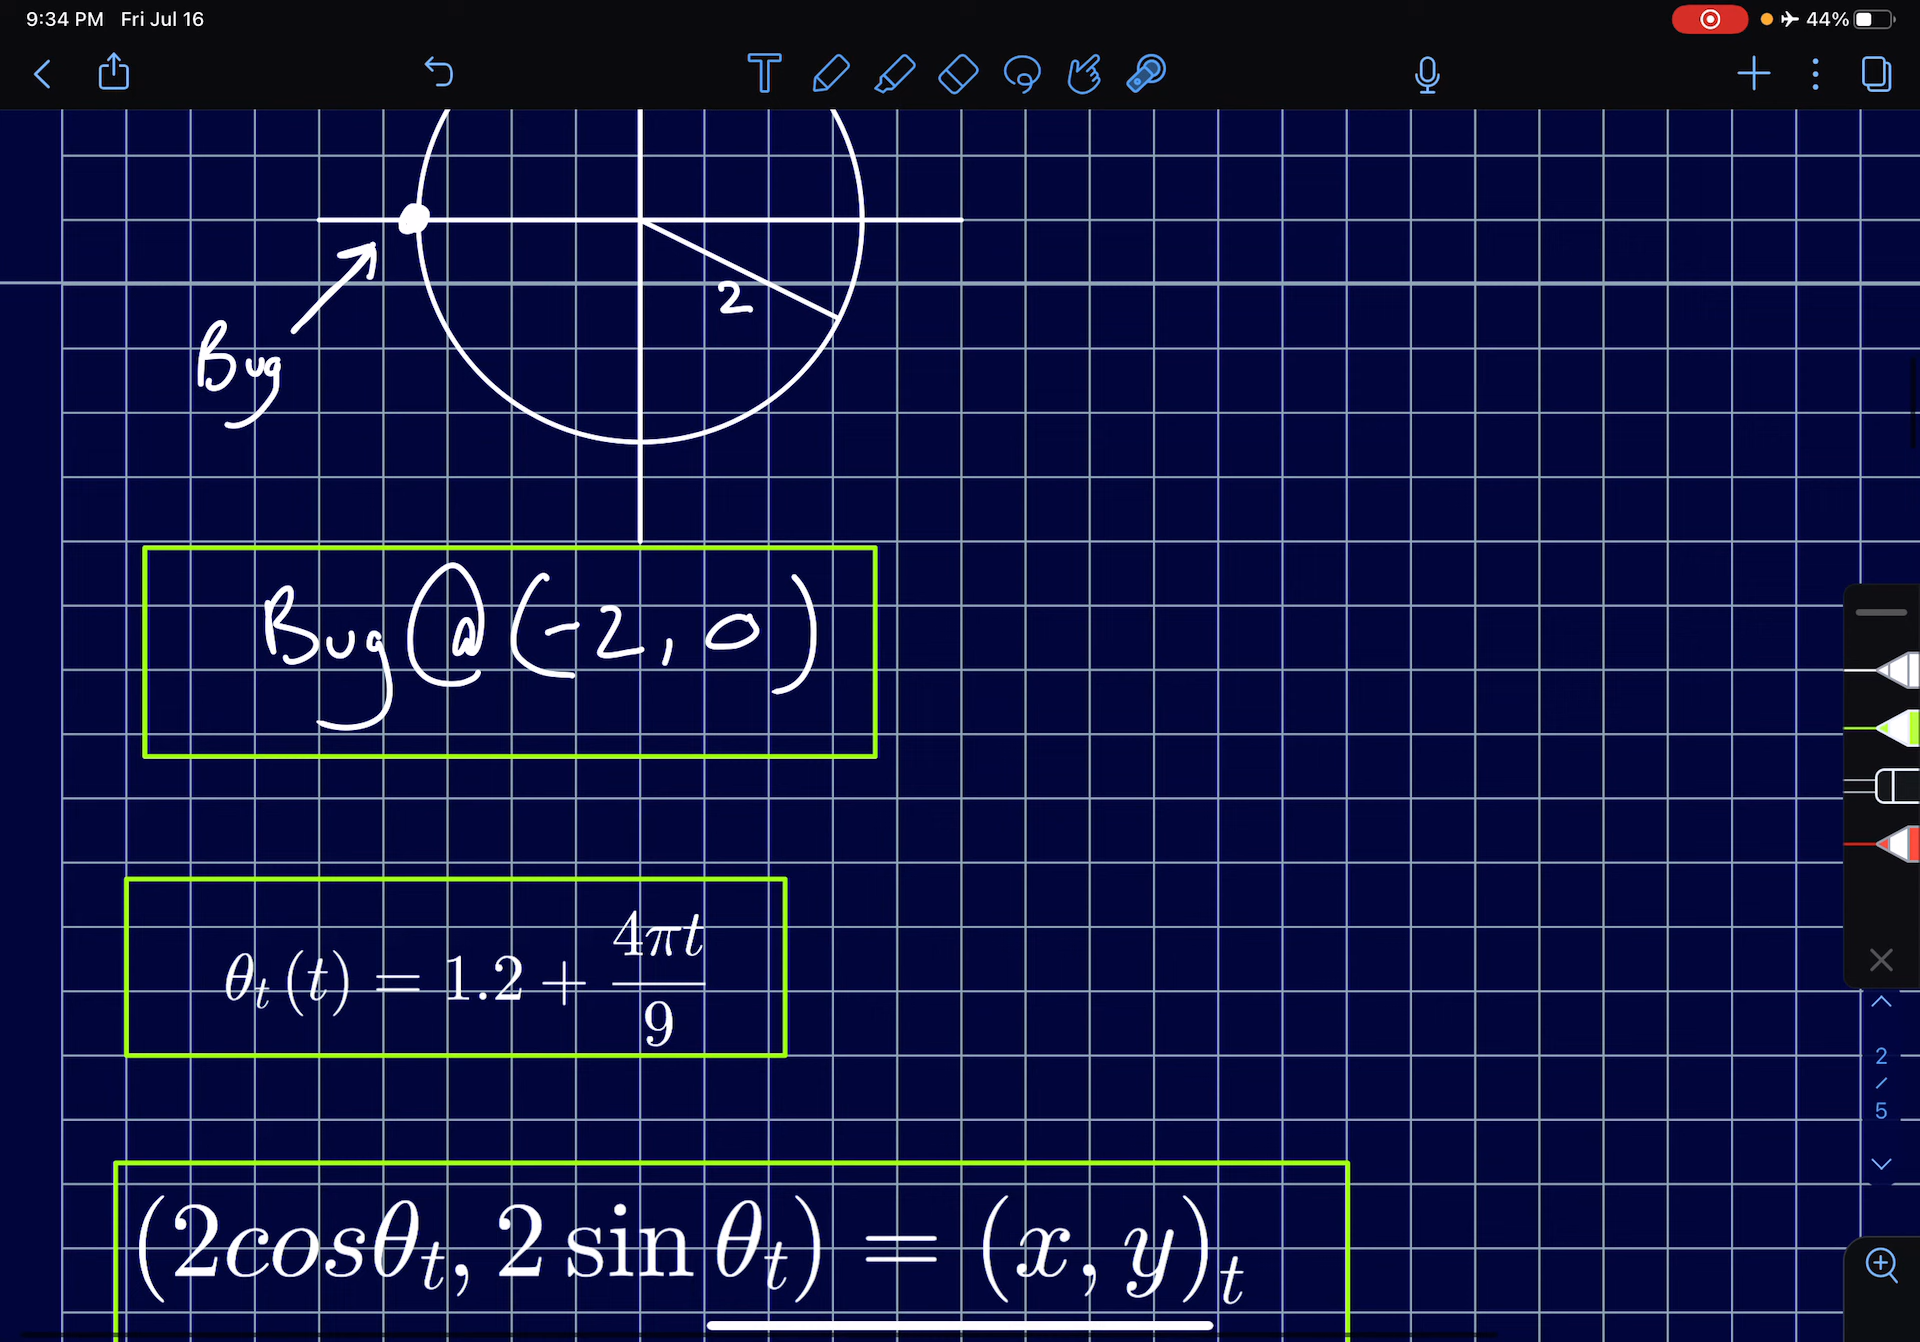 9:34 PM Fri Jul 16
44%
2
Bug
Bug @ (-2, 0)
θ_t(t) = 1.2 + 4πt/9
2
/
5
(2cosθ_t, 2 sin θ_t) = (x, y)_t